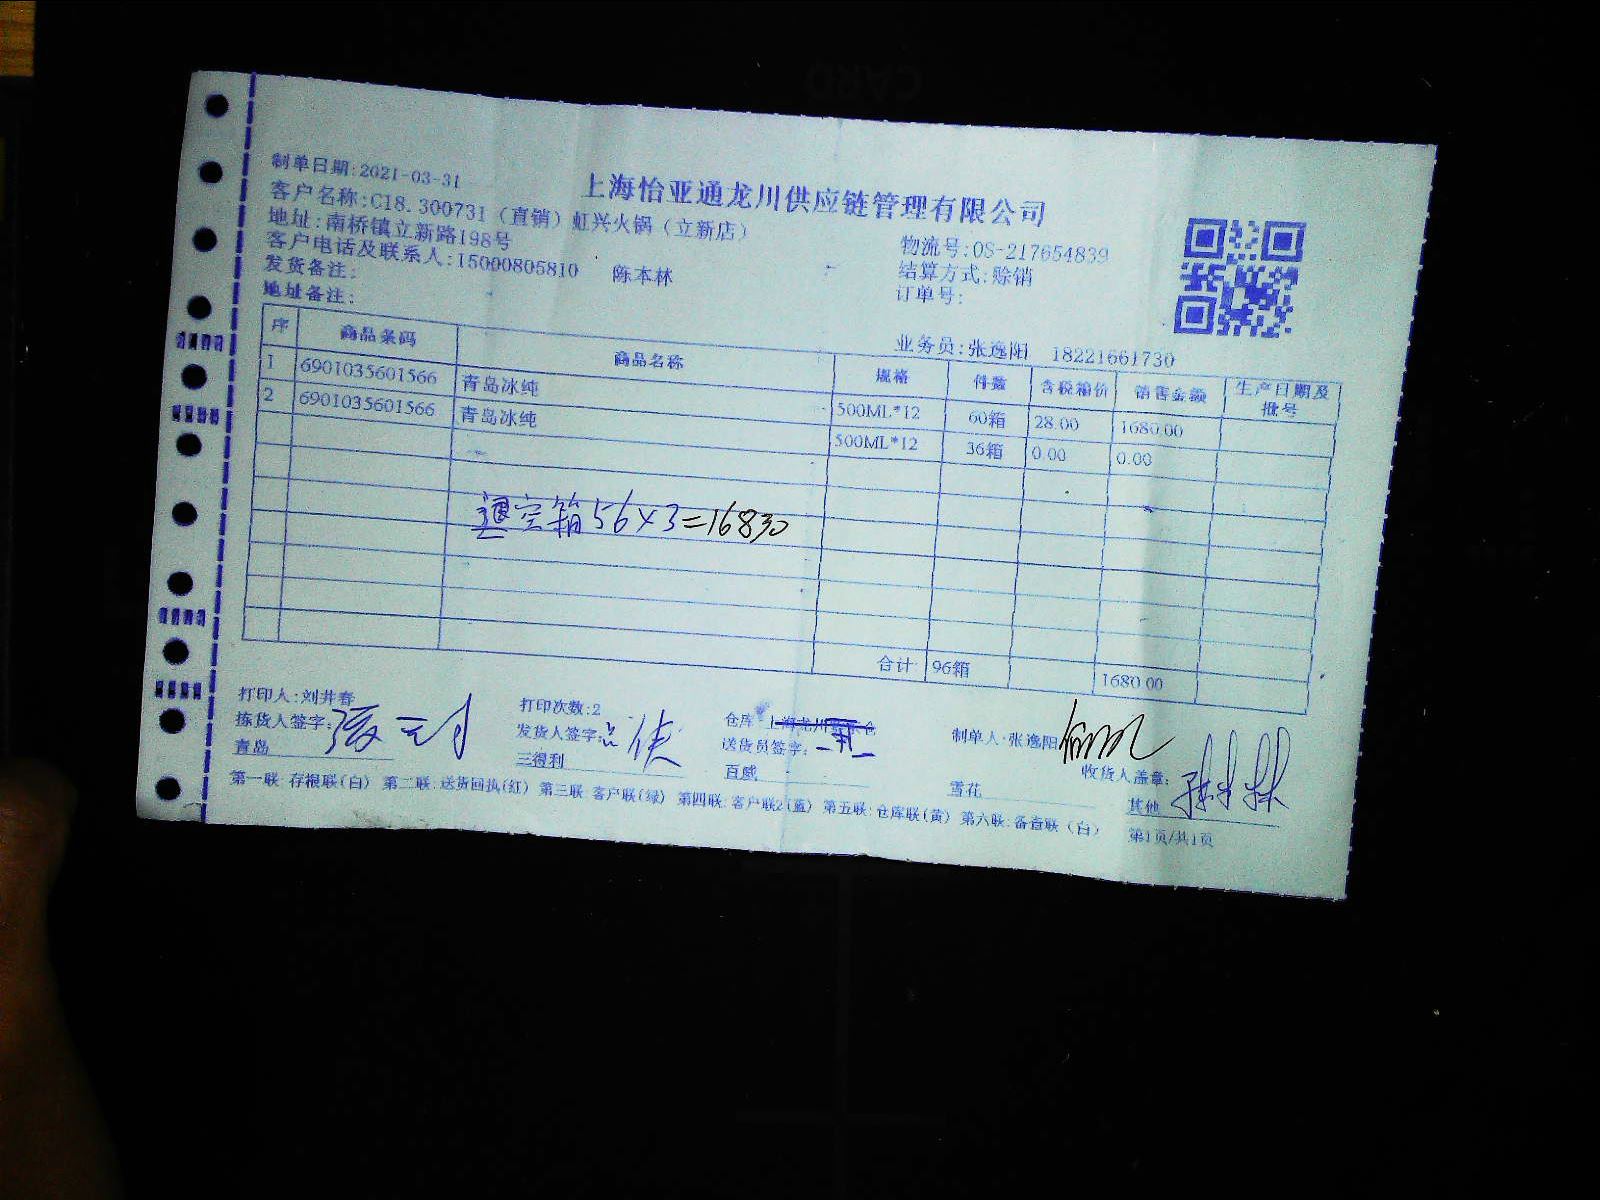 CARD
上海怡亚通龙川供应链管理有限公司
制单日期:2021-03-31
客户名称:C18.300731（直销）虹兴火锅（立新店）
地址:南桥镇立新路198号
客户电话及联系人:15000805810 陈本林
发货备注:
地址备注:
物流号:OS-217654839
结算方式:赊销
订单号:
业务员:张逸阳 18221661730
序 商品条码 商品名称 规格 件数 含税箱价 销售金额 生产日期及批号
1 6901035601566 青岛冰纯 500ML*12 60箱 28.00 1680.00
2 6901035601566 青岛冰纯 500ML*12 36箱 0.00 0.00
退空箱56×3=16830
合计 96箱 1680.00
打印人:刘井春 打印次数:2 仓库: 制单人:张逸阳
拣货人签字: 发货人签字: 送货员签字: 收货人盖章:
青岛 三得利 百威 雪花 其他
第一联:存根联(白) 第二联:送货回执(红) 第三联:客户联(绿) 第四联:客户联2(蓝) 第五联:仓库联(黄) 第六联:备查联(白) 第1页/共1页